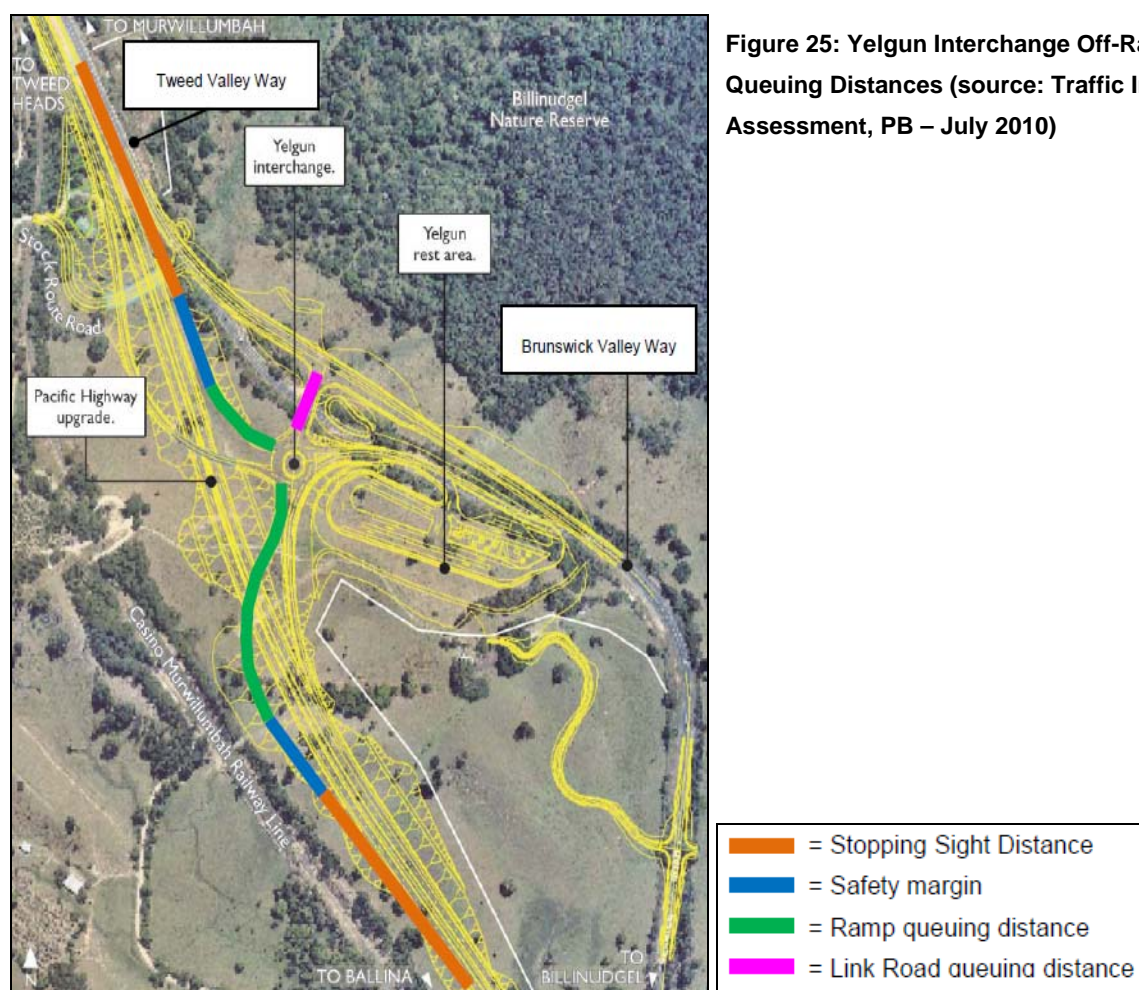 TO MURWILLUMBAH
TO
TWEED
HEADS
Tweed Valley Way
Billinudgel
Nature Reserve
Yelgun
interchange.
Yelgun
rest area.
Stock Route Road
Brunswick Valley Way
Pacific Highway
upgrade.
Casino Murwillumbah Railway Line
N
TO BALLINA
TO
BILLINUDGEL
Figure 25: Yelgun Interchange Off-Ra
Queuing Distances (source: Traffic I
Assessment, PB – July 2010)
= Stopping Sight Distance
= Safety margin
= Ramp queuing distance
= Link Road queuing distance